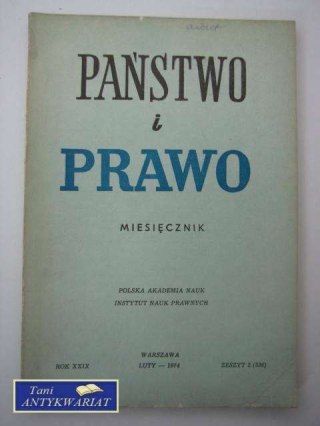 PAŃSTWO
i
PRAWO
MIESIĘCZNIK
POLSKA AKADEMIA NAUK
INSTYTUT NAUK PRAWNYCH
WARSZAWA
ROK XXIX LUTY — 1974 ZESZYT 2 (336)
Tani
ANTYKWARIAT